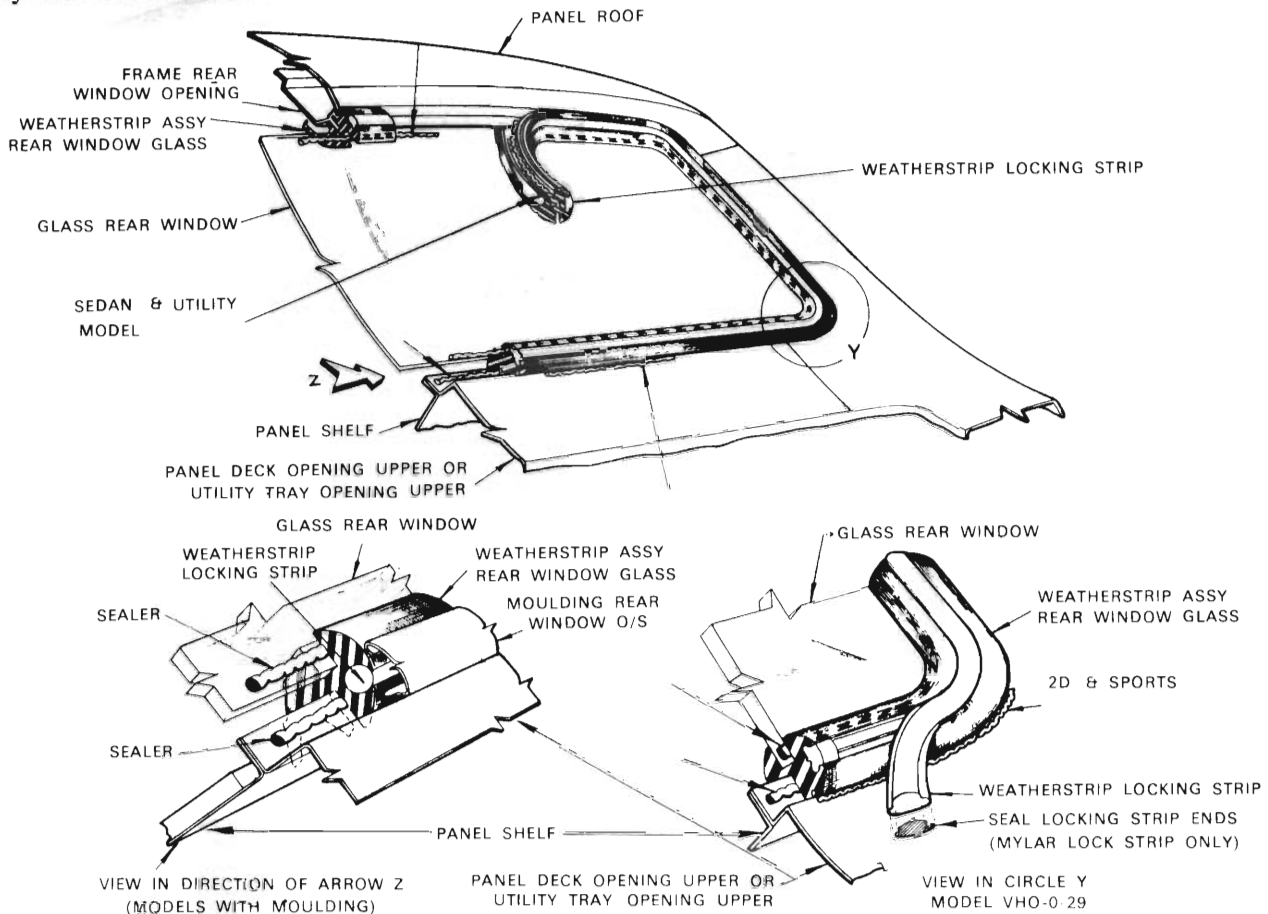 PANEL ROOF
FRAME REAR
WINDOW OPENING
WEATHERSTRIP ASSY
REAR WINDOW GLASS
WEATHERSTRIP LOCKING STRIP
GLASS REAR WINDOW
SEDAN & UTILITY
MODEL
Z
Y
PANEL SHELF
PANEL DECK OPENING UPPER OR
UTILITY TRAY OPENING UPPER
GLASS REAR WINDOW
WEATHERSTRIP
LOCKING STRIP
WEATHERSTRIP ASSY
REAR WINDOW GLASS
SEALER
MOULDING REAR
WINDOW O/S
SEALER
PANEL SHELF
VIEW IN DIRECTION OF ARROW Z
(MODELS WITH MOULDING)
GLASS REAR WINDOW
WEATHERSTRIP ASSY
REAR WINDOW GLASS
2D & SPORTS
WEATHERSTRIP LOCKING STRIP
SEAL LOCKING STRIP ENDS
(MYLAR LOCK STRIP ONLY)
PANEL DECK OPENING UPPER OR
UTILITY TRAY OPENING UPPER
VIEW IN CIRCLE Y
MODEL VHO-0-29